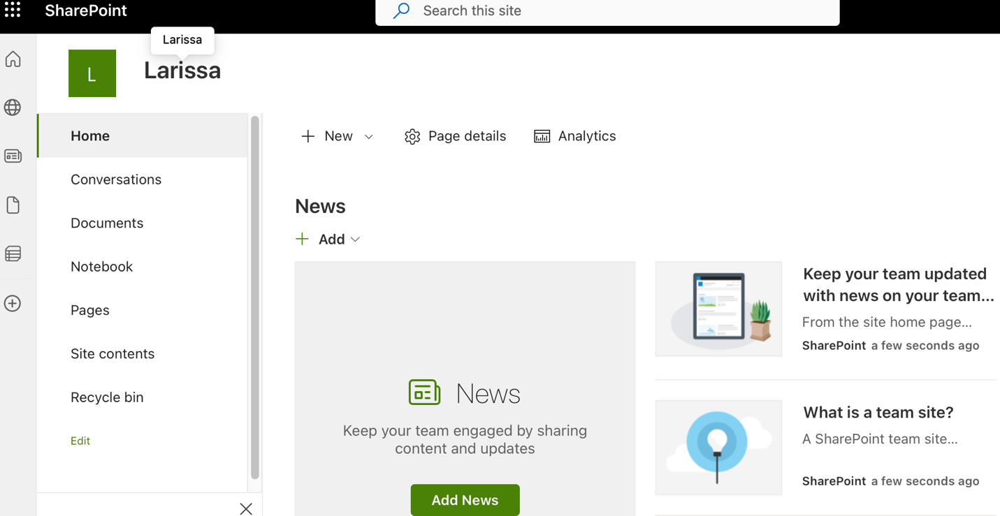 SharePoint
Search this site
Larissa
L
Larissa
Home
Conversations
Documents
Notebook
Pages
Site contents
Recycle bin
Edit
New
Page details
Analytics
News
Add
News
Keep your team engaged by sharing
content and updates
Add News
Keep your team updated
with news on your team...
From the site home page...
SharePoint a few seconds ago
What is a team site?
A SharePoint team site...
SharePoint a few seconds ago